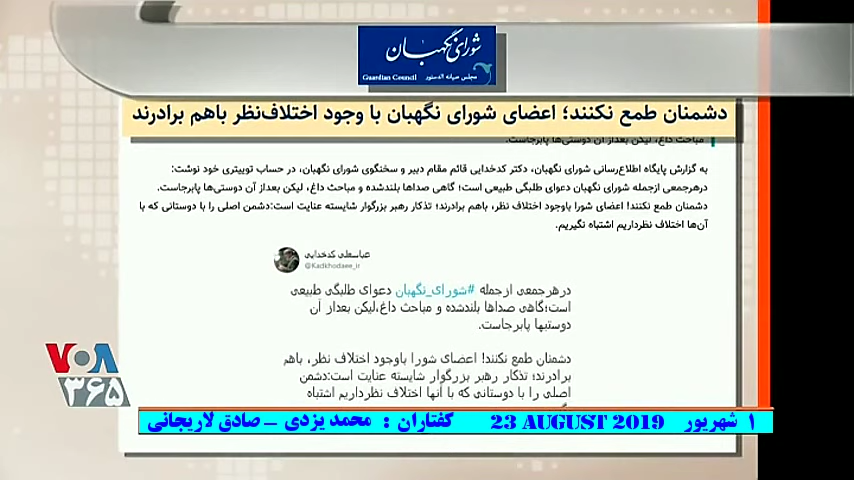 شورای نگهبان
Guardian Council
مجلس صیانة الدستور
دشمنان طمع نکنند؛ اعضای شورای نگهبان با وجود اختلاف‌نظر باهم برادرند
مباحث داغ، لیکن بعداز آن دوستی‌ها پابرجاست.
به گزارش پایگاه اطلاع‌رسانی شورای نگهبان، دکتر کدخدایی قائم مقام دبیر و سخنگوی شورای نگهبان، در حساب توییتری خود نوشت:
درهرجمعی ازجمله شورای نگهبان دعوای طلبگی طبیعی است؛ گاهی صداها بلندشده و مباحث داغ، لیکن بعداز آن دوستی‌ها پابرجاست.
دشمنان طمع نکنند! اعضای شورا باوجود اختلاف نظر، باهم برادرند؛ تذکار رهبر بزرگوار شایسته عنایت است:دشمن اصلی را با دوستانی که با
آن‌ها اختلاف نظرداریم اشتباه نگیریم.
عباسعلی کدخدایی
@Kadkhodaee_ir
درهرجمعی ازجمله #شورای_نگهبان دعوای طلبگی طبیعی
است؛گاهی صداها بلندشده و مباحث داغ،لیکن بعداز آن
دوستیها پابرجاست.
دشمنان طمع نکنند! اعضای شورا باوجود اختلاف نظر، باهم
برادرند؛ تذکار رهبر بزرگوار شایسته عنایت است:دشمن
اصلی را با دوستانی که با آنها اختلاف نظرداریم اشتباه
VOA
۳۶۵
۱ شهریور 23 AUGUST 2019 کفتاران : محمد یزدی – صادق لاریجانی